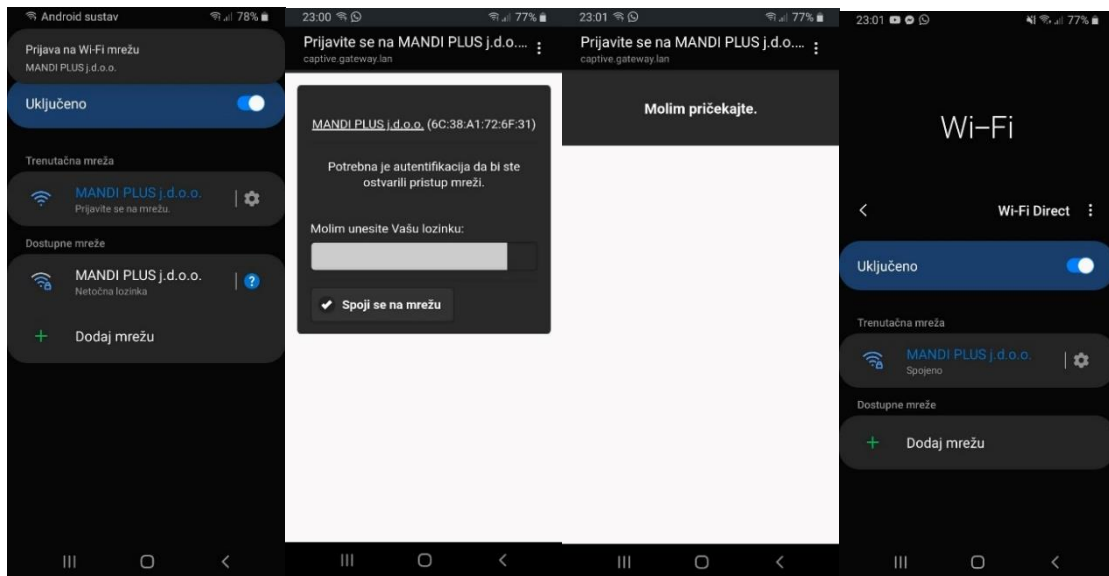 Android sustav
78%
Prijava na Wi-Fi mrežu
MANDI PLUS j.d.o.o.
Uključeno
Trenutačna mreža
MANDI PLUS j.d.o.o.
Prijavite se na mrežu.
Dostupne mreže
MANDI PLUS j.d.o.o.
Netočna lozinka
?
+ Dodaj mrežu
23:00
77%
Prijavite se na MANDI PLUS j.d.o....
captive.gateway.lan
MANDI PLUS j.d.o.o. (6C:38:A1:72:6F:31)
Potrebna je autentifikacija da bi ste
ostvarili pristup mreži.
Molim unesite Vašu lozinku:
Spoji se na mrežu
23:01
77%
Prijavite se na MANDI PLUS j.d.o....
captive.gateway.lan
Molim pričekajte.
23:01
77%
Wi-Fi
Wi-Fi Direct
Uključeno
Trenutačna mreža
MANDI PLUS j.d.o.o.
Spojeno
Dostupne mreže
+ Dodaj mrežu